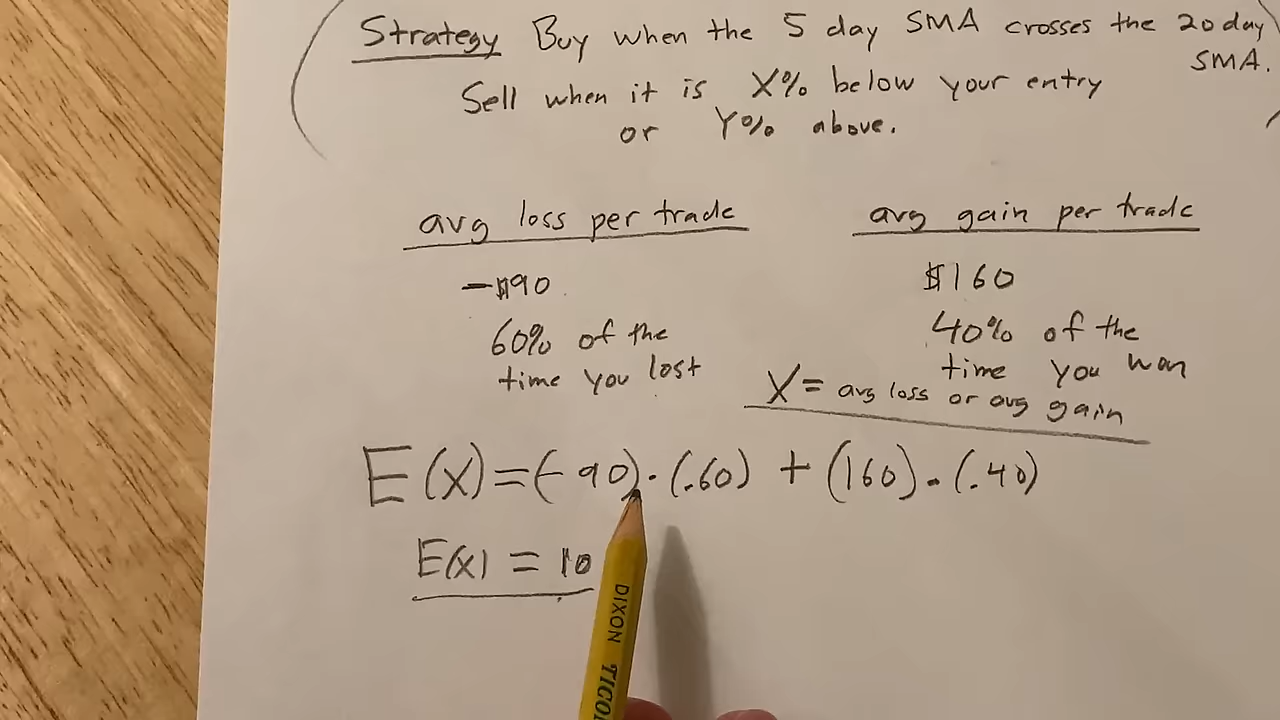 Strategy Buy when the 5 day SMA crosses the 20 day
SMA.
Sell when it is X% below your entry
or Y% above.
avg loss per trade
avg gain per trade
-$90
$160
60% of the
time you lost
40% of the
time you won
X = avg loss or avg gain
E(X) = (-90) · (.60) + (160) · (.40)
E(X) = 10
DIXON TICO